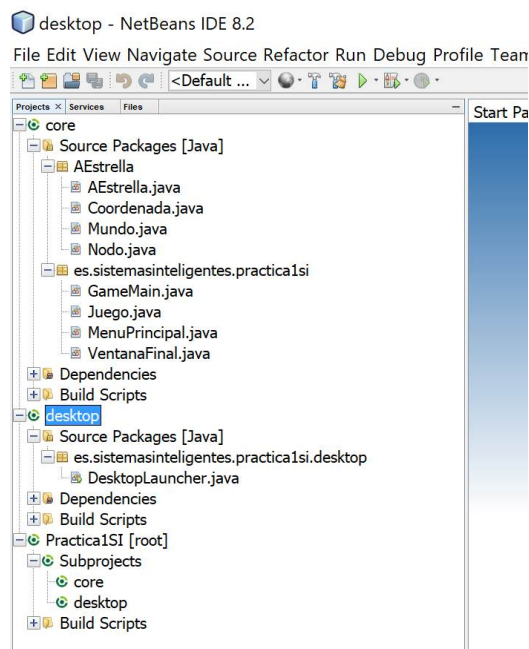 desktop - NetBeans IDE 8.2
File Edit View Navigate Source Refactor Run Debug Profile Team
<Default ...
Projects × Services Files
Start Pa
core
Source Packages [Java]
AEstrella
AEstrella.java
Coordenada.java
Mundo.java
Nodo.java
es.sistemasinteligentes.practica1si
GameMain.java
Juego.java
MenuPrincipal.java
VentanaFinal.java
Dependencies
Build Scripts
desktop
Source Packages [Java]
es.sistemasinteligentes.practica1si.desktop
DesktopLauncher.java
Dependencies
Build Scripts
Practica1SI [root]
Subprojects
core
desktop
Build Scripts